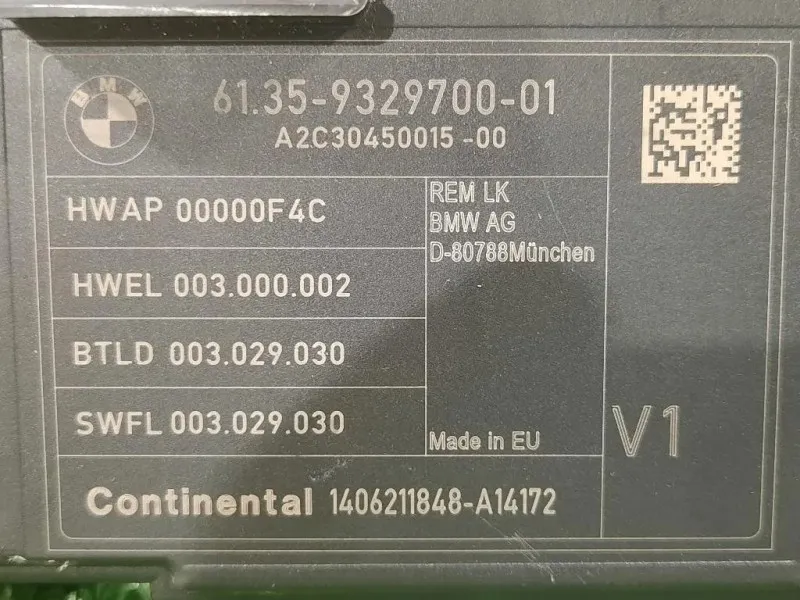 BMW
61.35-9329700-01
A2C30450015 -00
HWAP 00000F4C
REM LK
BMW AG
D-80788München
HWEL 003.000.002
BTLD 003.029.030
SWFL 003.029.030
Made in EU
V1
Continental 1406211848-A14172